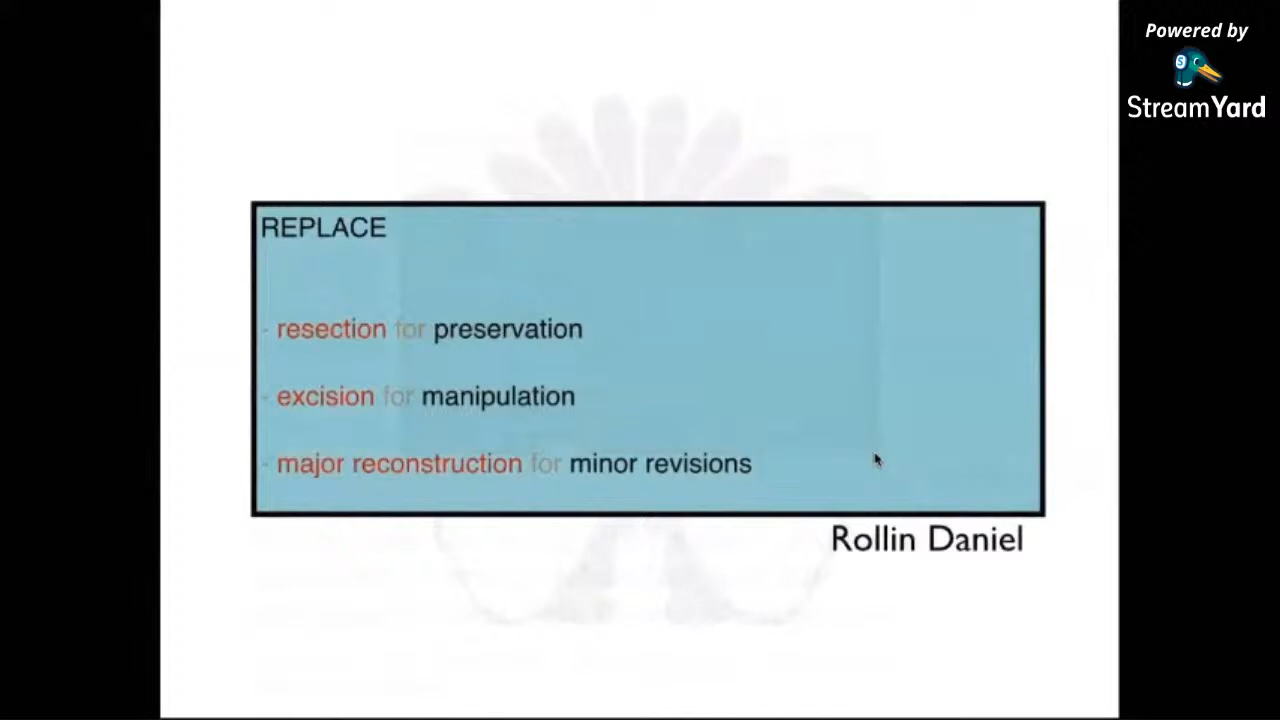 Powered by
StreamYard
REPLACE
- resection for preservation
- excision for manipulation
- major reconstruction for minor revisions
Rollin Daniel